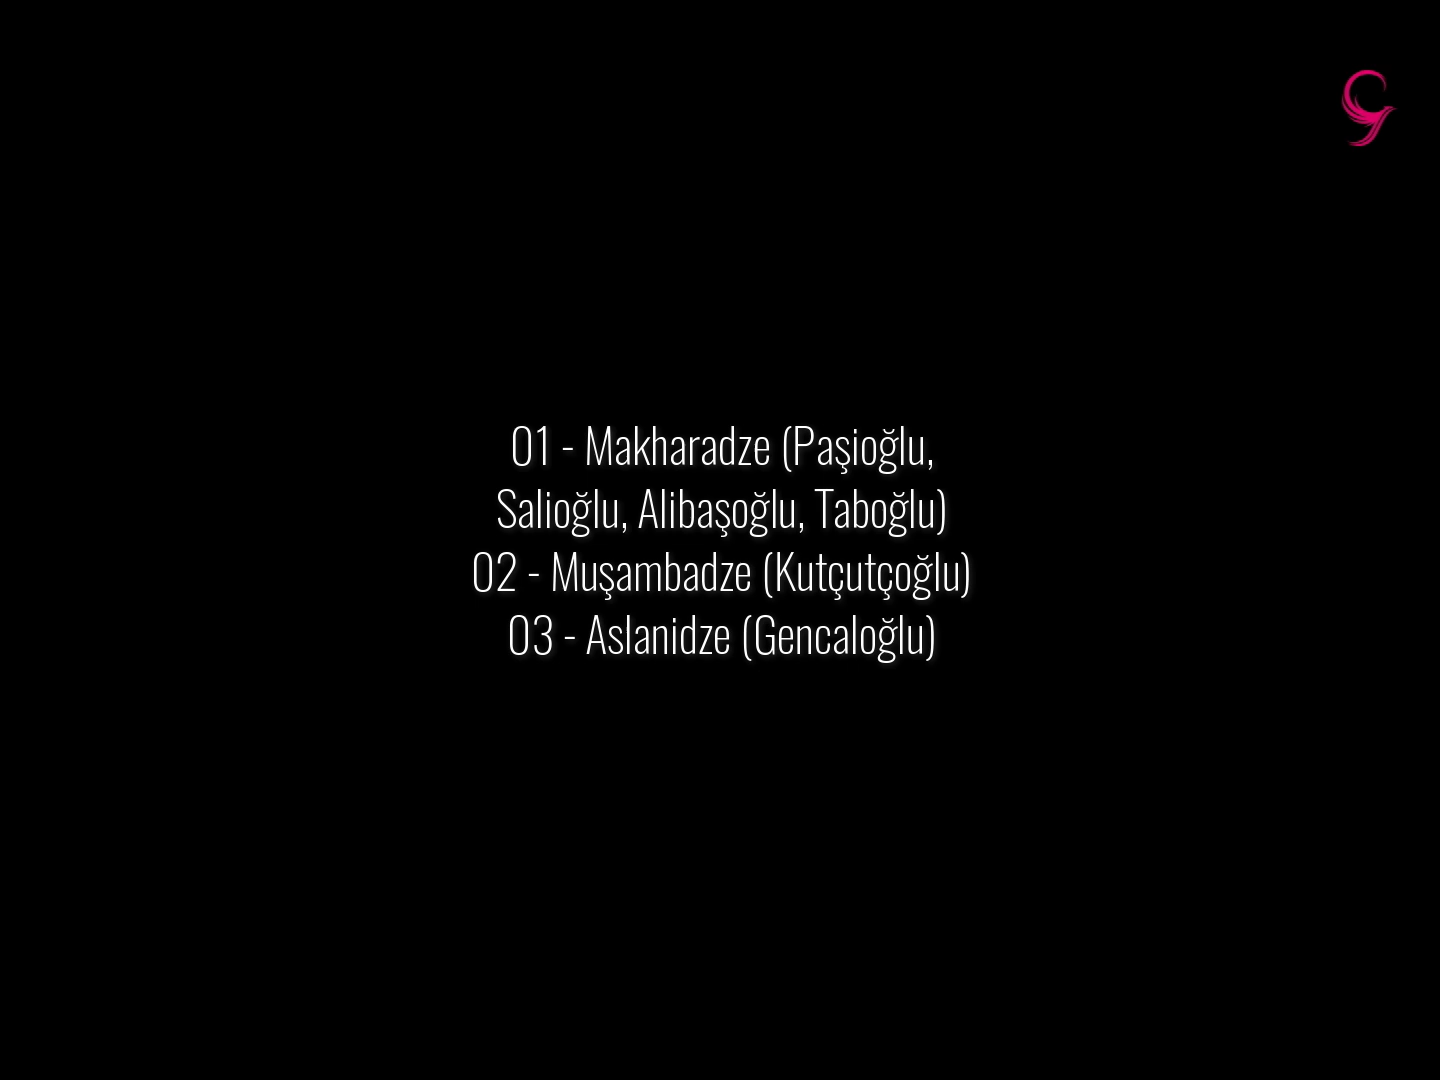 01 - Makharadze (Paşioğlu,
Salioğlu, Alibaşoğlu, Taboğlu)
02 - Muşambadze (Kutçutçoğlu)
03 - Aslanidze (Gencaloğlu)